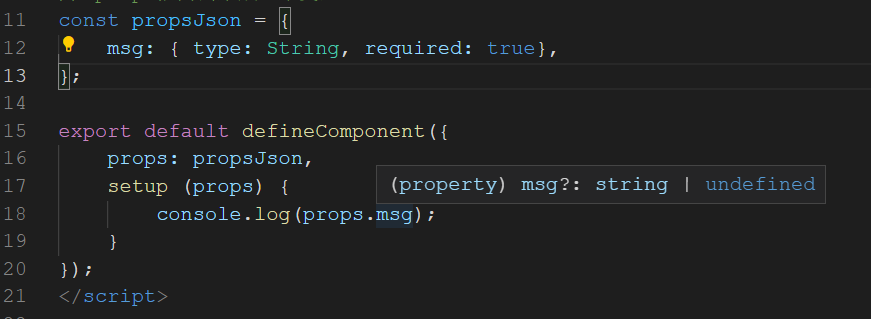 11 const propsJson = {
12 msg: { type: String, required: true},
13 };
14
15 export default defineComponent({
16 props: propsJson,
17 setup (props) {
(property) msg?: string | undefined
18 console.log(props.msg);
19 }
20 });
21 </script>